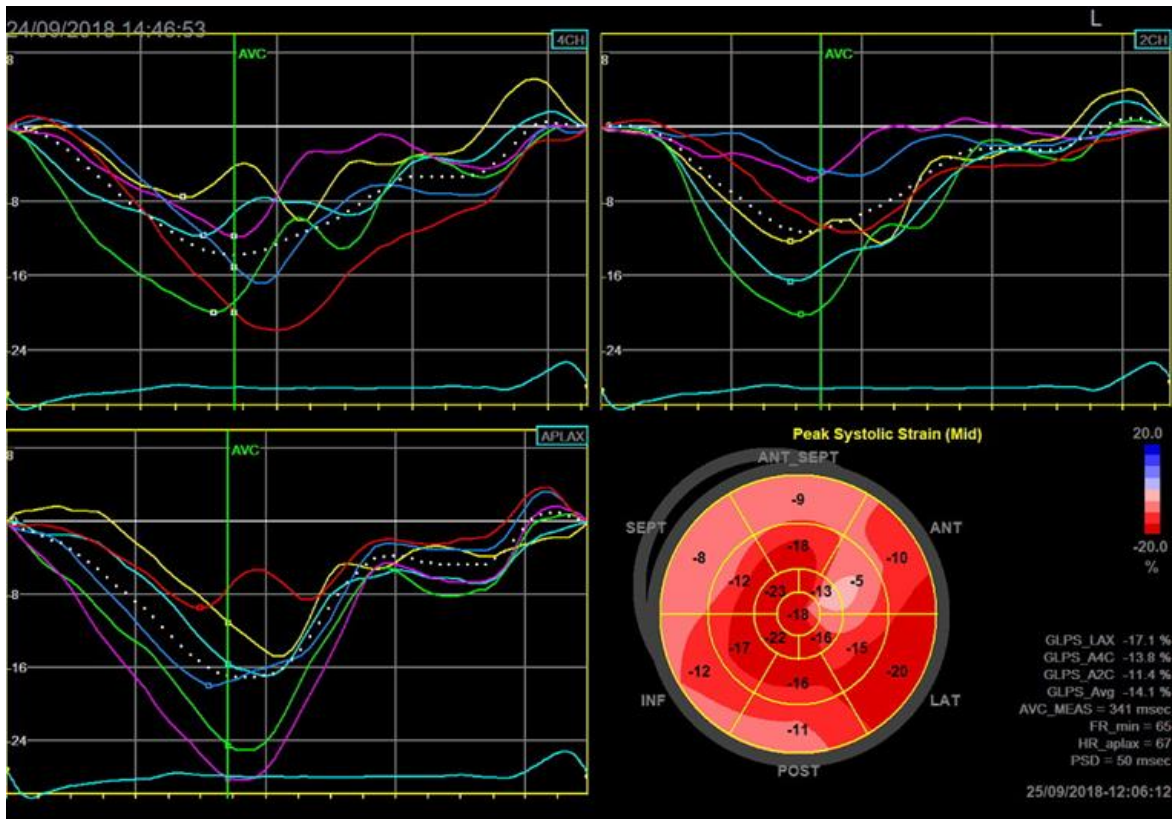 24/09/2018 14:46:53
L
4CH
8
AVC
-8
-16
-24
2CH
8
AVC
-8
-16
-24
APLAX
8
AVC
-8
-16
-24
Peak Systolic Strain (Mid)
20.0
-20.0
%
ANT_SEPT
SEPT
ANT
-9
-8
-10
-18
-12
-5
-23
-13
-18
-22
-16
-17
-15
-16
-12
-20
-11
INF
LAT
POST
GLPS_LAX -17.1 %
GLPS_A4C -13.8 %
GLPS_A2C -11.4 %
GLPS_Avg -14.1 %
AVC_MEAS = 341 msec
FR_min = 65
HR_aplax = 67
PSD = 50 msec
25/09/2018-12:06:12